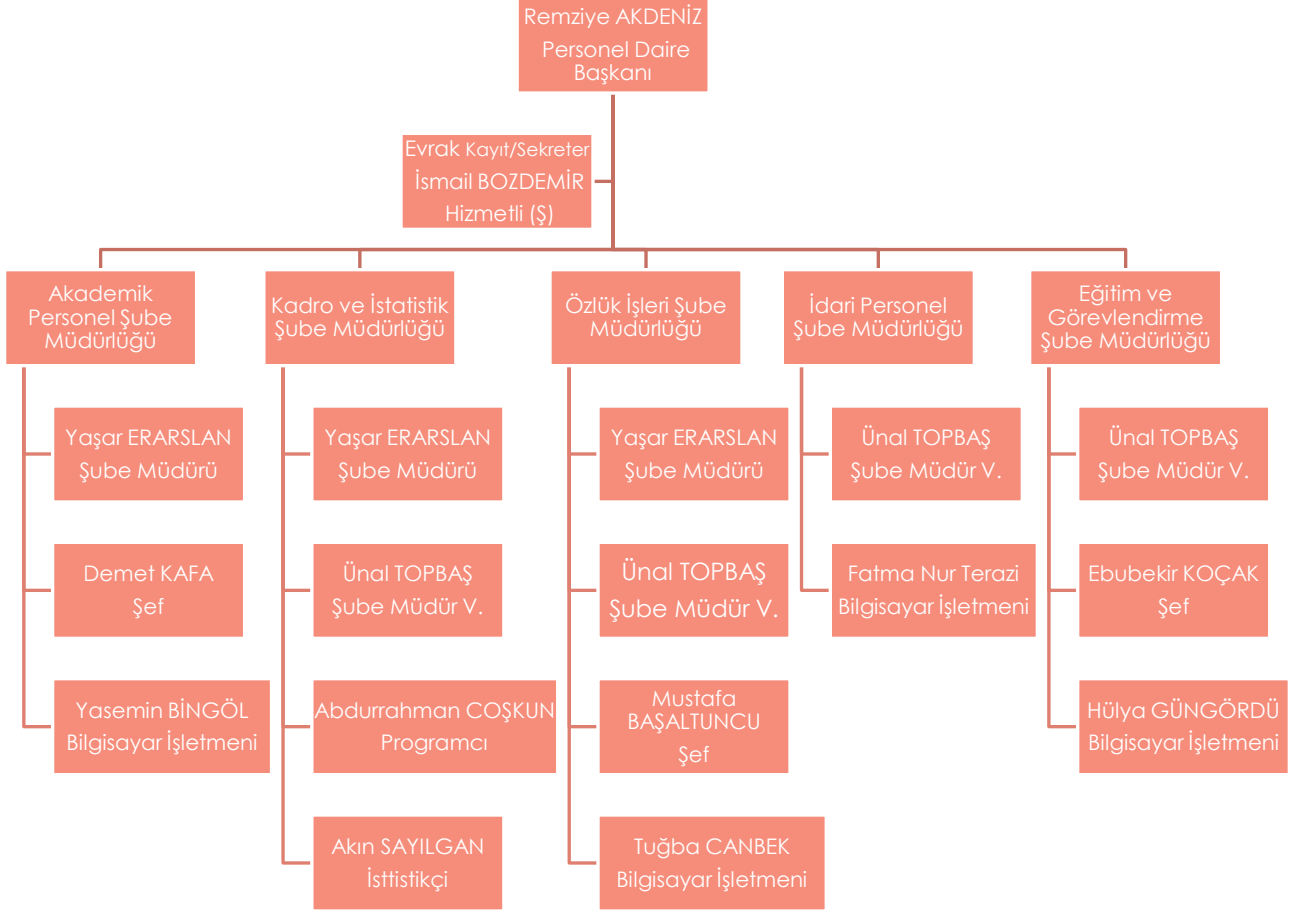 Remziye AKDENİZ
Personel Daire
Başkanı
Evrak Kayıt/Sekreter
İsmail BOZDEMİR
Hizmetli (Ş)
Akademik
Personel Şube
Müdürlüğü
Yaşar ERARSLAN
Şube Müdürü
Demet KAFA
Şef
Yasemin BİNGÖL
Bilgisayar İşletmeni
Kadro ve İstatistik
Şube Müdürlüğü
Yaşar ERARSLAN
Şube Müdürü
Ünal TOPBAŞ
Şube Müdür V.
Abdurrahman COŞKUN
Programcı
Akın SAYILGAN
İsttistikçi
Özlük İşleri Şube
Müdürlüğü
Yaşar ERARSLAN
Şube Müdürü
Ünal TOPBAŞ
Şube Müdür V.
Mustafa
BAŞALTUNCU
Şef
Tuğba CANBEK
Bilgisayar İşletmeni
İdari Personel
Şube Müdürlüğü
Ünal TOPBAŞ
Şube Müdür V.
Fatma Nur Terazi
Bilgisayar İşletmeni
Eğitim ve
Görevlendirme
Şube Müdürlüğü
Ünal TOPBAŞ
Şube Müdür V.
Ebubekir KOÇAK
Şef
Hülya GÜNGÖRDÜ
Bilgisayar İşletmeni